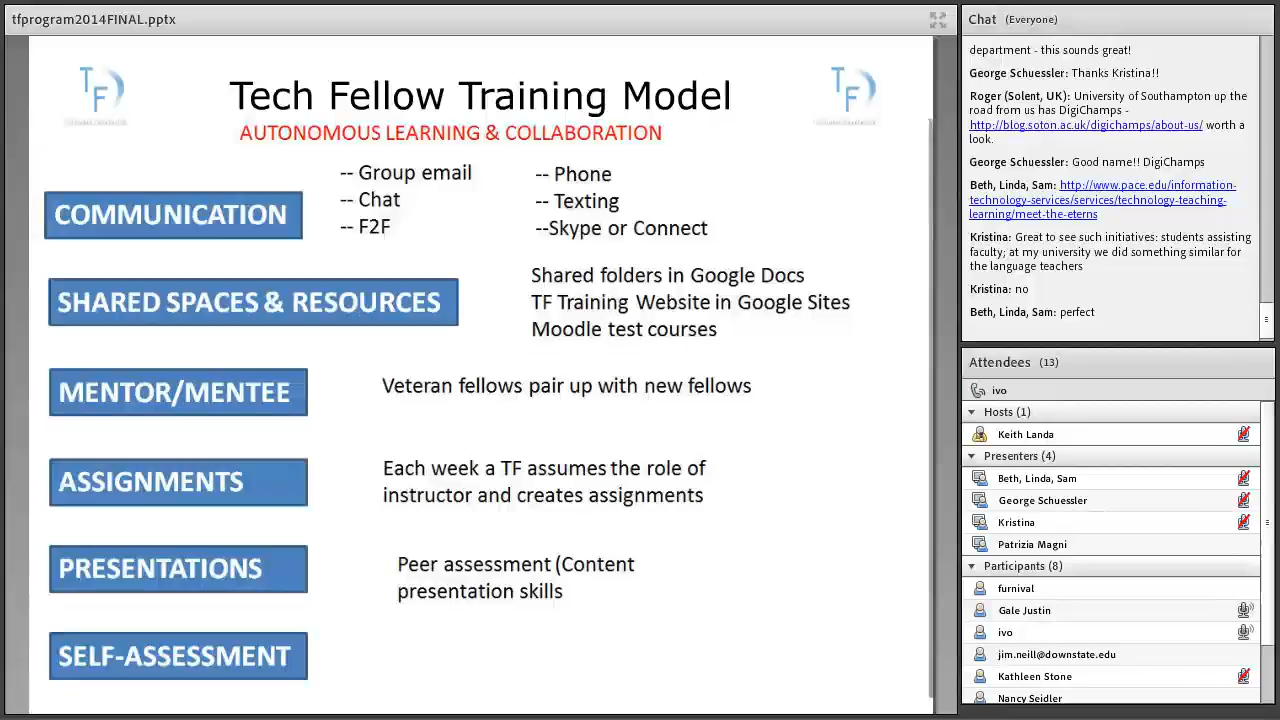 tfprogram2014FINAL.pptx
TF
TF
Tech Fellow Training Model
AUTONOMOUS LEARNING & COLLABORATION
COMMUNICATION
-- Group email
-- Chat
-- F2F
-- Phone
-- Texting
--Skype or Connect
SHARED SPACES & RESOURCES
Shared folders in Google Docs
TF Training Website in Google Sites
Moodle test courses
MENTOR/MENTEE
Veteran fellows pair up with new fellows
ASSIGNMENTS
Each week a TF assumes the role of
instructor and creates assignments
PRESENTATIONS
Peer assessment (Content
presentation skills
SELF-ASSESSMENT
Chat (Everyone)
department - this sounds great!
George Schuessler: Thanks Kristina!!
Roger (Solent, UK): University of Southampton up the
road from us has DigiChamps -
http://blog.soton.ac.uk/digichamps/about-us/ worth a
look.
George Schuessler: Good name!! DigiChamps
Beth, Linda, Sam: http://www.pace.edu/information-
technology-services/services/technology-teaching-
learning/meet-the-eterns
Kristina: Great to see such initiatives: students assisting
faculty; at my university we did something similar for
the language teachers
Kristina: no
Beth, Linda, Sam: perfect
Attendees (13)
ivo
Hosts (1)
Keith Landa
Presenters (4)
Beth, Linda, Sam
George Schuessler
Kristina
Patrizia Magni
Participants (8)
furnival
Gale Justin
ivo
jim.neill@downstate.edu
Kathleen Stone
Nancy Seidler